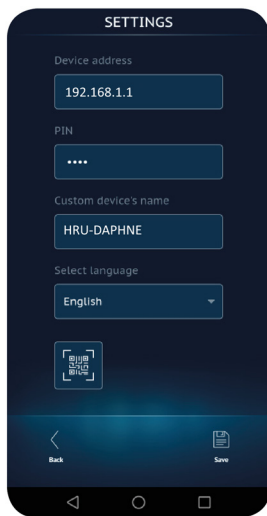 SETTINGS
Device address
192.168.1.1
PIN
••••
Custom device's name
HRU-DAPHNE
Select language
English
Back
Save